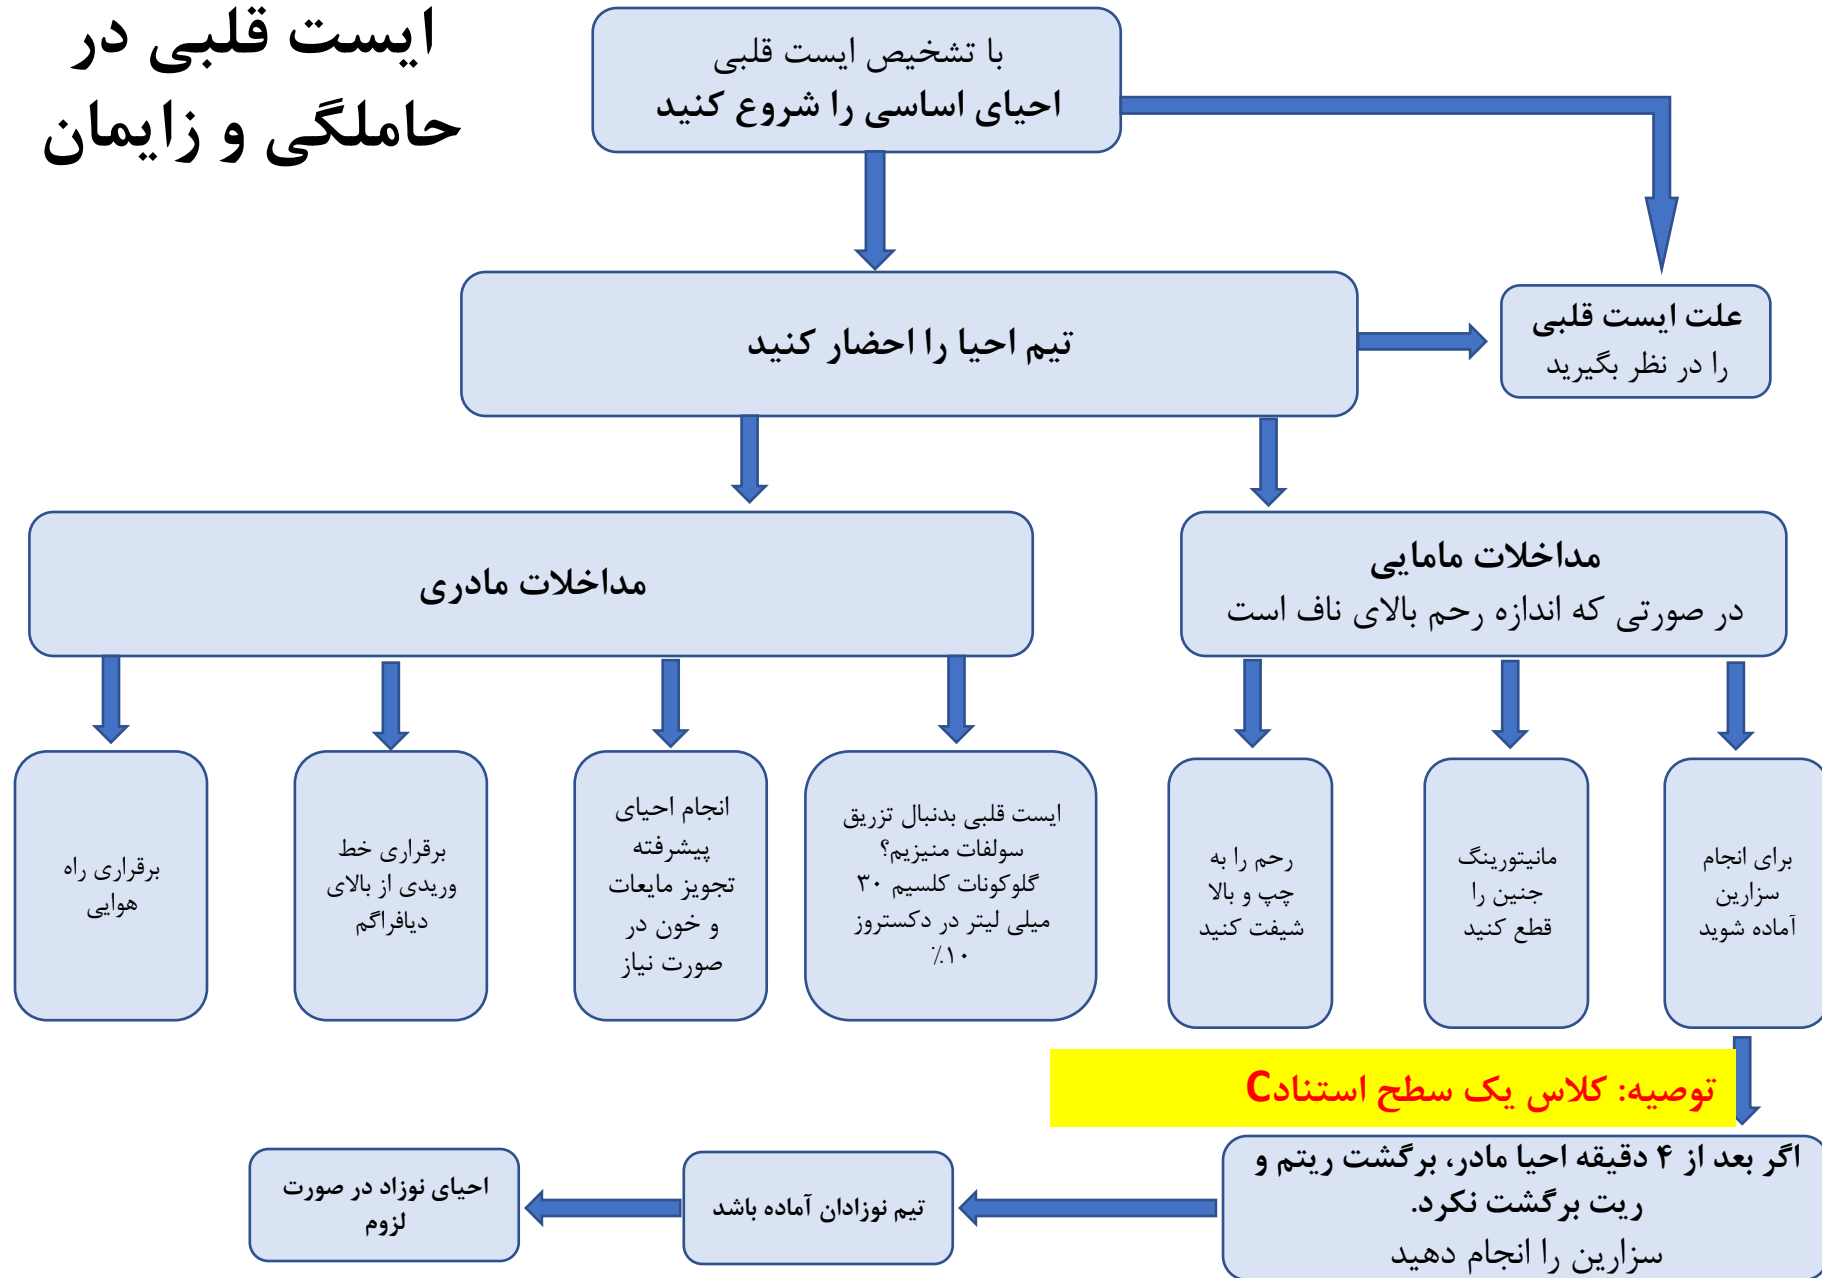 ایست قلبی در
حاملگی و زایمان
با تشخیص ایست قلبی
احیای اساسی را شروع کنید
تیم احیا را احضار کنید
علت ایست قلبی
را در نظر بگیرید
مداخلات مامایی
در صورتی که اندازه رحم بالای ناف است
مداخلات مادری
برای انجام
سزارین
آماده شوید
مانیتورینگ
جنین را
قطع کنید
رحم را به
چپ و بالا
شیفت کنید
ایست قلبی بدنبال تزریق
سولفات منیزیم؟
گلوکونات کلسیم ۳۰
میلی لیتر در دکستروز
۱۰٪
انجام احیای
پیشرفته
تجویز مایعات
و خون در
صورت نیاز
برقراری خط
وریدی از بالای
دیافراگم
برقراری راه
هوایی
توصیه: کلاس یک سطح استنادC
اگر بعد از ۴ دقیقه احیا مادر، برگشت ریتم و
ریت برگشت نکرد.
سزارین را انجام دهید
تیم نوزادان آماده باشد
احیای نوزاد در صورت
لزوم